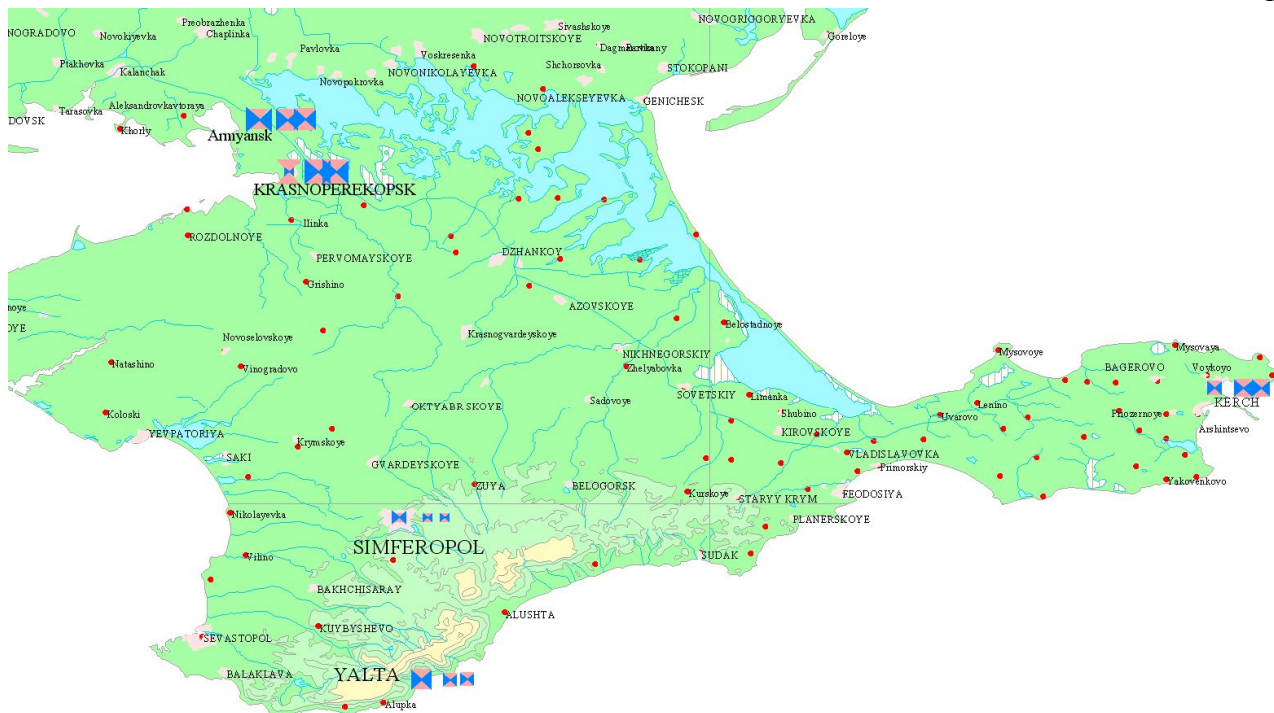 NOVOGRIGGORYEVKA
Preobrazhenka
Sivashskoye
NOGRADOVO
Novokiyevka
Chaplinka
NOVOTROITSKOYE
Goreloye
Pavlovka
Voskresenka
Ptakhovka
Kalanchak
NOVONIKOLAYEVKA
Shchorsovka
STOKOPANI
Novopokrovka
NOVOALEKSEYEVKA
GENICHESK
Tarasovka
Aleksandrovkavtoraya
DOVSK
Khorly
Armyansk
KRASNOPEREKOPSK
Ilinka
ROZDOLNOYE
PERVOMAYSKOYE
DZHANKOY
Grishino
AZOVSKOYE
noye
OYE
Novoselovskoye
Krasnogvardeyskoye
Belostadnoye
Natashino
Vinogradovo
NIKHNEGORSKIY
Zhelyabovka
Mysovoye
Mysovaya
BAGEROVO
Voykoyo
Koloski
OKTYABRSKOYE
Sadovoye
SOVETSKIY
Limanka
Shubino
Lenino
Uvarovo
Priozernoye
KERCH
Arshintsevo
YEVPATORIYA
Krymskoye
KIROVSKOYE
SAKI
GVARDEYSKOYE
VLADISLAVOVKA
Primorskiy
ZUYA
BELOGORSK
Kurskoye
STARYY KRYM
FEODOSIYA
Yakovenkovo
Nikolayevka
PLANERSKOYE
SIMFEROPOL
Vilino
SUDAK
BAKHCHISARAY
ALUSHTA
KUYBYSHEVO
SEVASTOPOL
BALAKLAVA
YALTA
Alupka